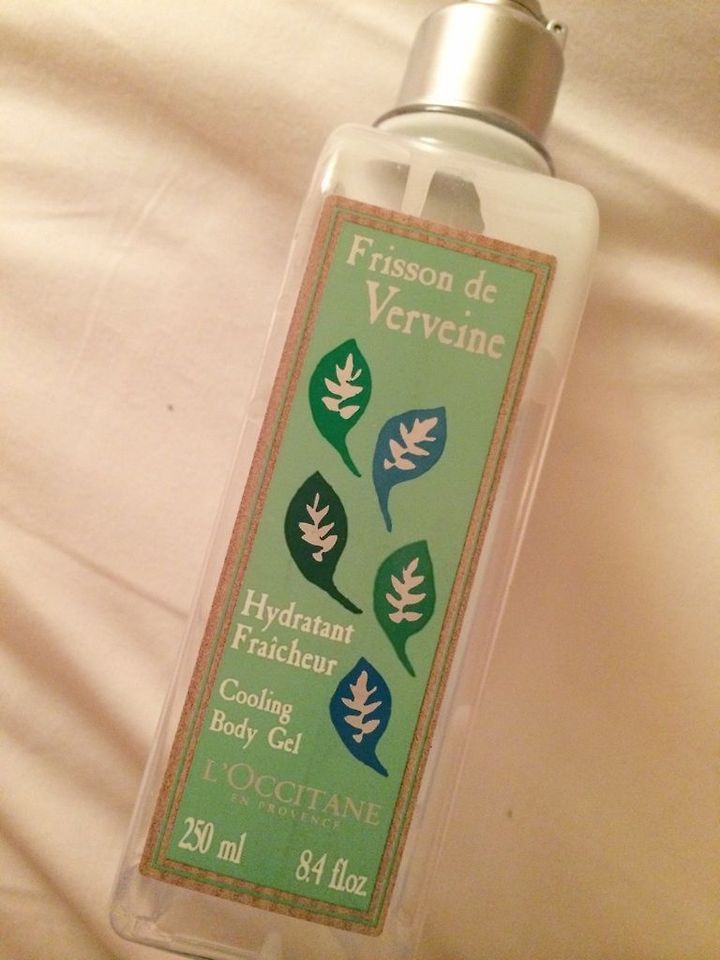 Frisson de
Verveine
Hydratant
Fraîcheur
Cooling
Body Gel
L'OCCITANE
EN PROVENCE
250 ml 8.4 fl.oz